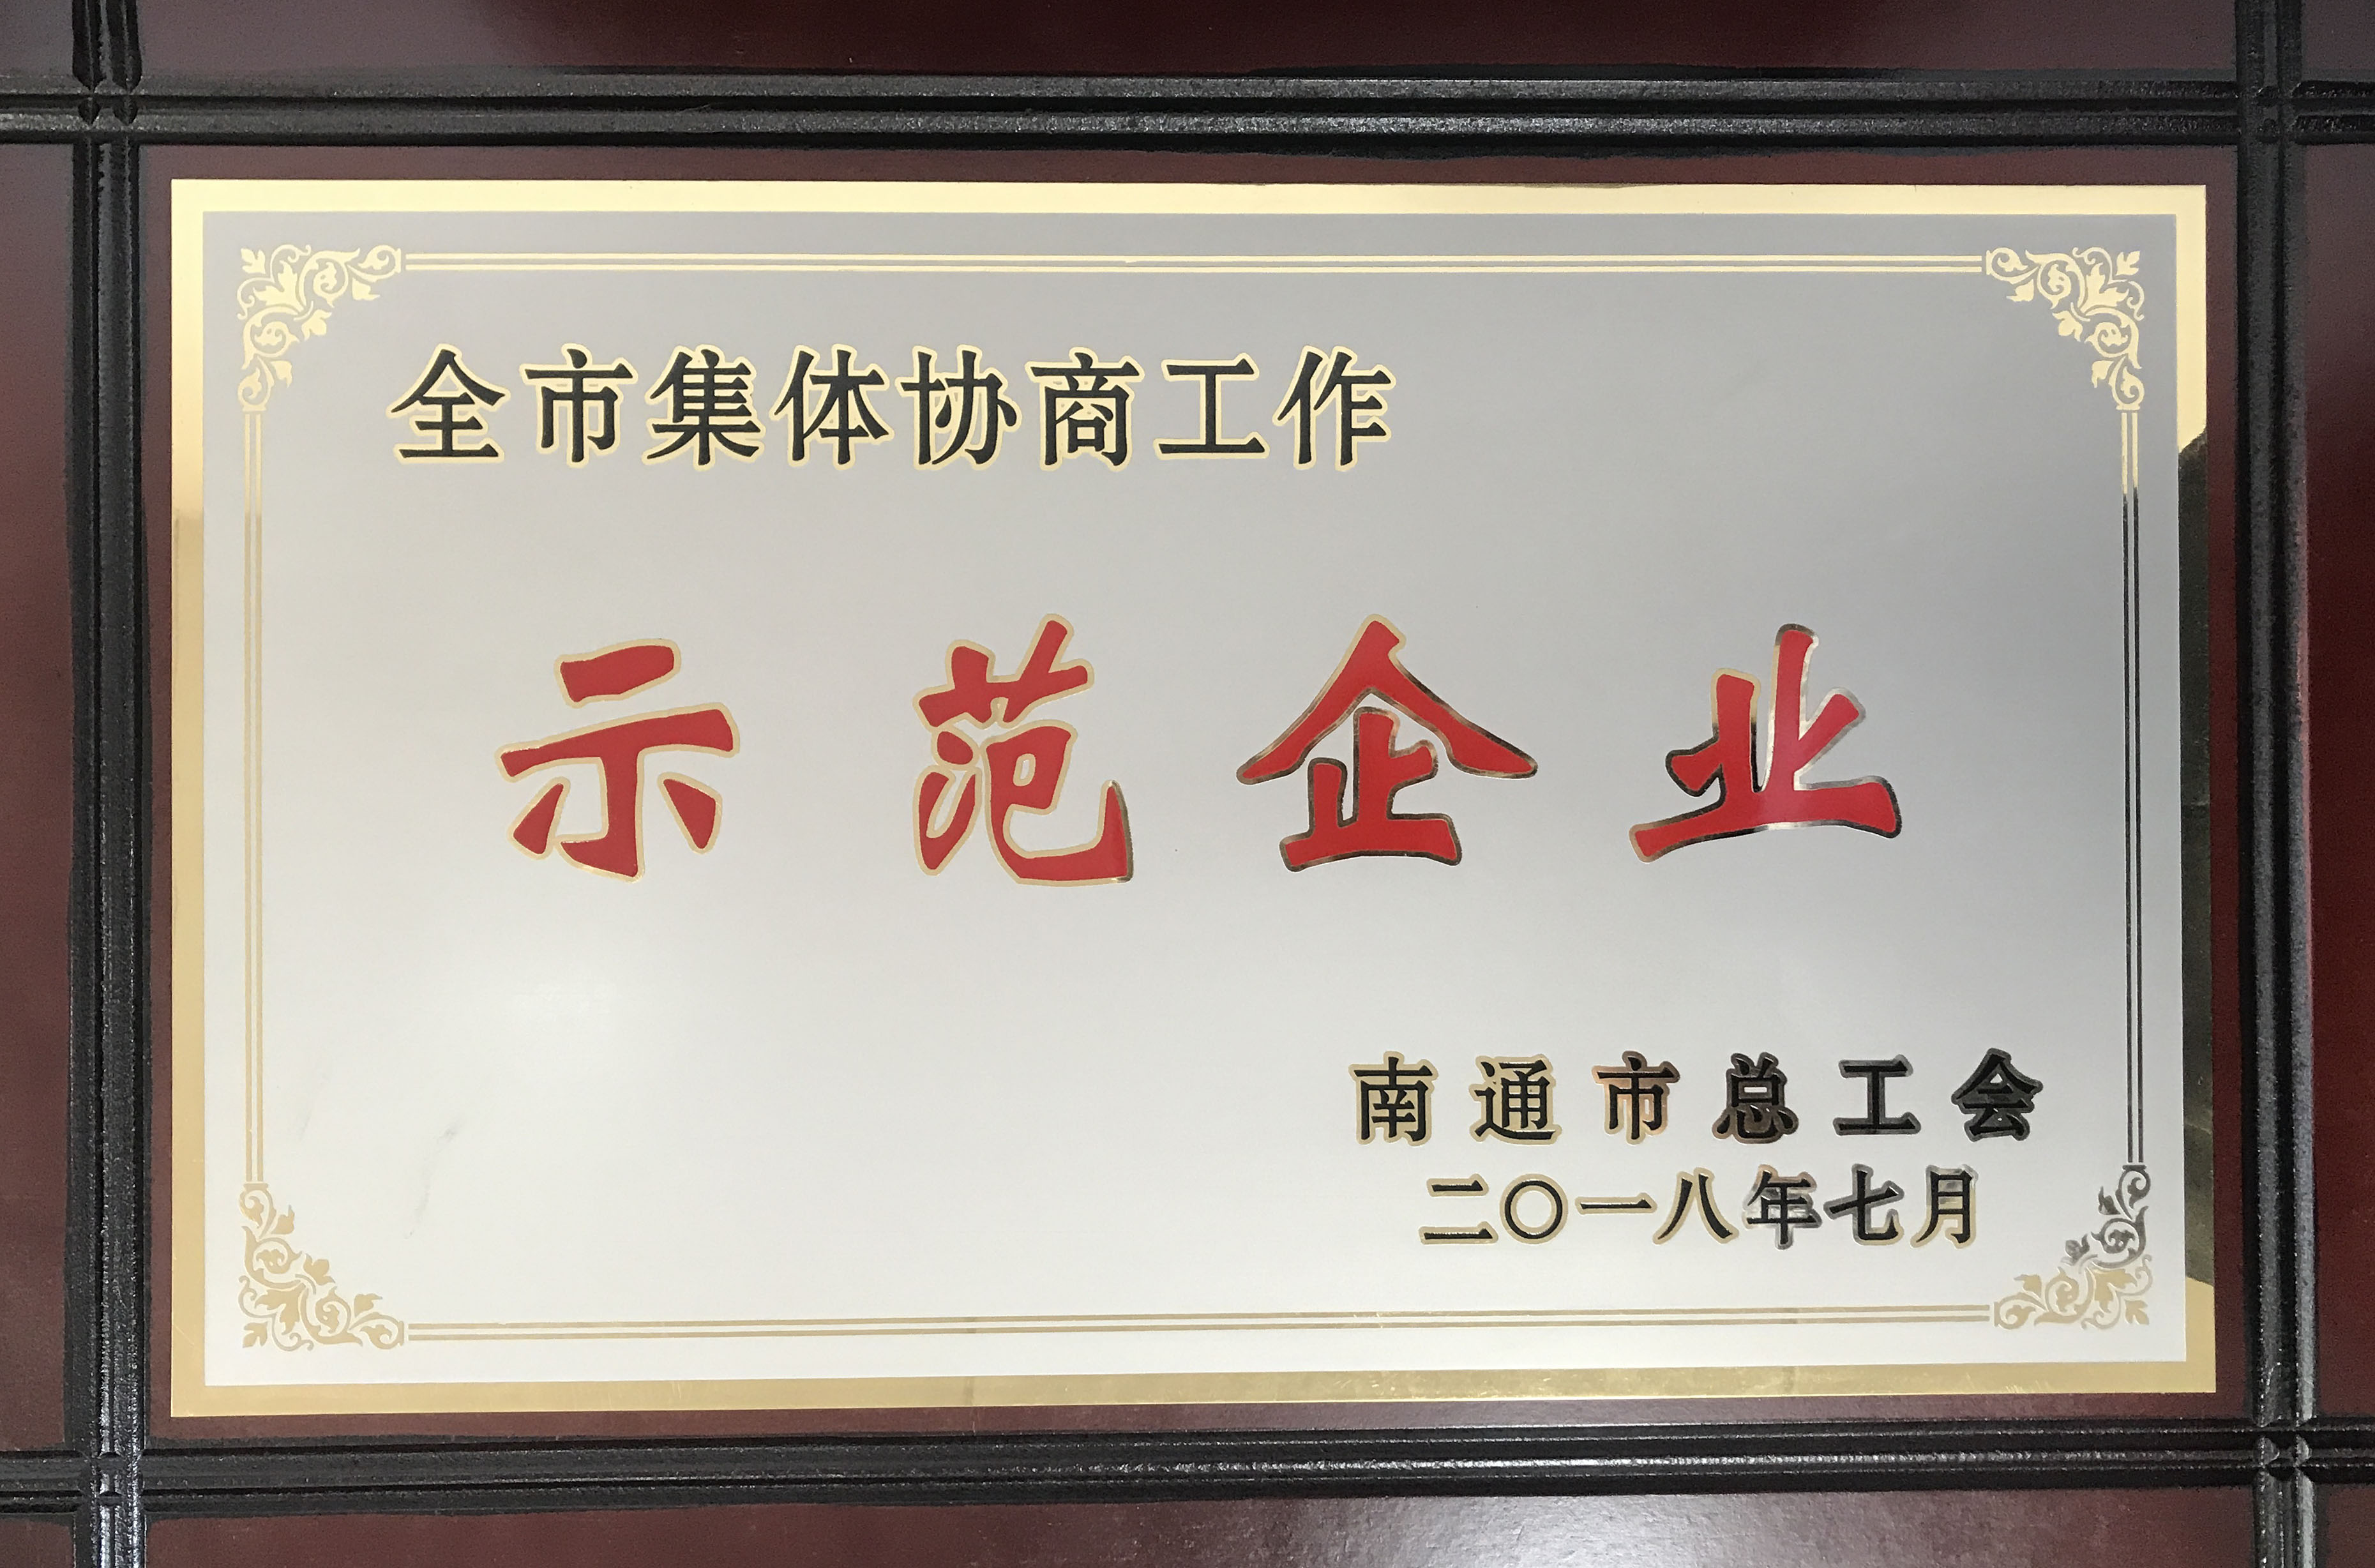 全市集体协商工作
示范企业
南通市总工会
二〇一八年七月